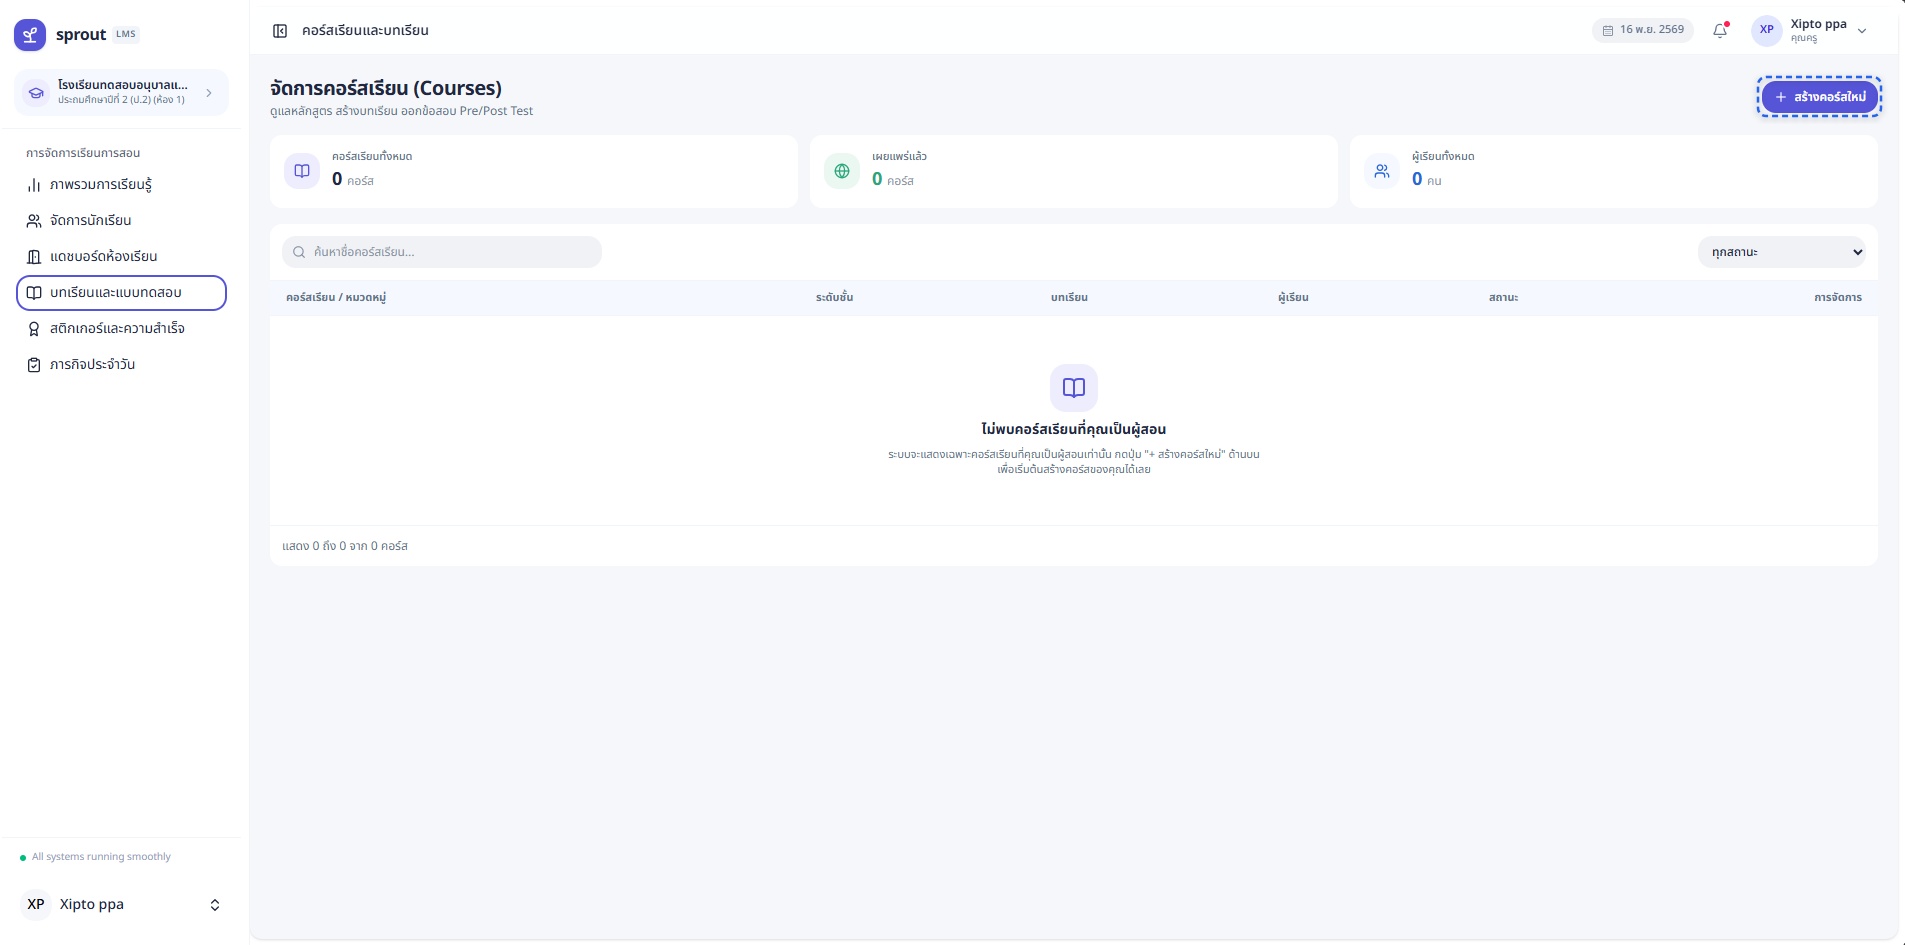 sprout LMS
โรงเรียนทดสอบอนุบาลแ...
ประถมศึกษาปีที่ 2 (ป.2) (ห้อง 1)
การจัดการเรียนการสอน
ภาพรวมการเรียนรู้
จัดการนักเรียน
แดชบอร์ดห้องเรียน
บทเรียนและแบบทดสอบ
สติกเกอร์และความสำเร็จ
ภารกิจประจำวัน
All systems running smoothly
XP Xipto ppa
คอร์สเรียนและบทเรียน
16 พ.ย. 2569
XP
Xipto ppa
คุณครู
จัดการคอร์สเรียน (Courses)
ดูแลหลักสูตร สร้างบทเรียน ออกข้อสอบ Pre/Post Test
+ สร้างคอร์สใหม่
คอร์สเรียนทั้งหมด
0 คอร์ส
เผยแพร่แล้ว
0 คอร์ส
ผู้เรียนทั้งหมด
0 คน
ค้นหาชื่อคอร์สเรียน...
ทุกสถานะ
คอร์สเรียน / หมวดหมู่ ระดับชั้น บทเรียน ผู้เรียน สถานะ การจัดการ
ไม่พบคอร์สเรียนที่คุณเป็นผู้สอน
ระบบจะแสดงเฉพาะคอร์สเรียนที่คุณเป็นผู้สอนเท่านั้น กดปุ่ม "+ สร้างคอร์สใหม่" ด้านบน
เพื่อเริ่มต้นสร้างคอร์สของคุณได้เลย
แสดง 0 ถึง 0 จาก 0 คอร์ส